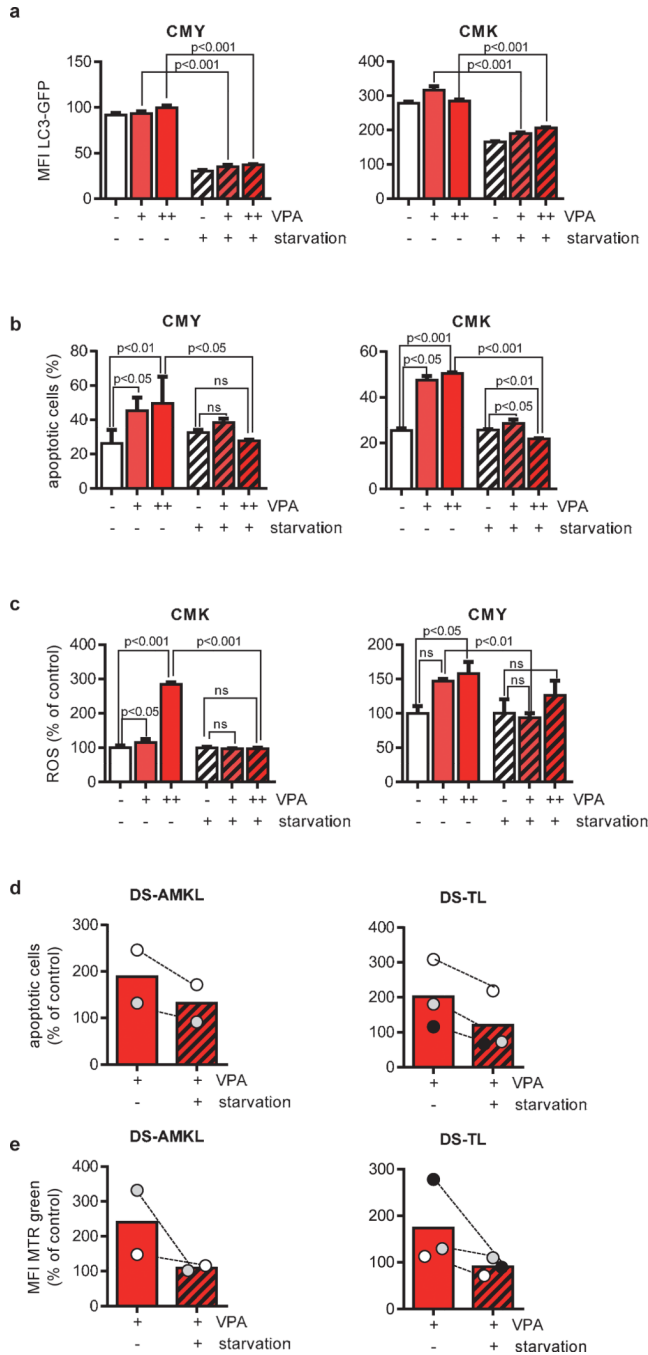 a
CMY
CMK
p<0.001
p<0.001
p<0.001
p<0.001
MFI LC3-GFP
150
100
50
0
400
300
200
100
0
- + ++ - + ++ VPA
- - - + + + starvation
- + ++ - + ++ VPA
- - - + + + starvation
b
CMY
CMK
apoptotic cells (%)
80
60
40
20
0
p<0.01
p<0.05
p<0.05
ns
ns
60
40
20
0
p<0.001
p<0.05
p<0.001
p<0.01
p<0.05
- + ++ - + ++ VPA
- - - + + + starvation
- + ++ - + ++ VPA
- - - + + + starvation
c
CMK
CMY
ROS (% of control)
400
300
200
100
0
p<0.001
p<0.001
p<0.05
ns
ns
200
150
100
50
0
p<0.05
p<0.01
ns
ns
ns
- + ++ - + ++ VPA
- - - + + + starvation
- + ++ - + ++ VPA
- - - + + + starvation
d
DS-AMKL
DS-TL
apoptotic cells
(% of control)
300
200
100
0
400
300
200
100
0
+ + VPA
- + starvation
+ + VPA
- + starvation
e
DS-AMKL
DS-TL
MFI MTR green
(% of control)
400
300
200
100
0
300
200
100
0
+ + VPA
- + starvation
+ + VPA
- + starvation